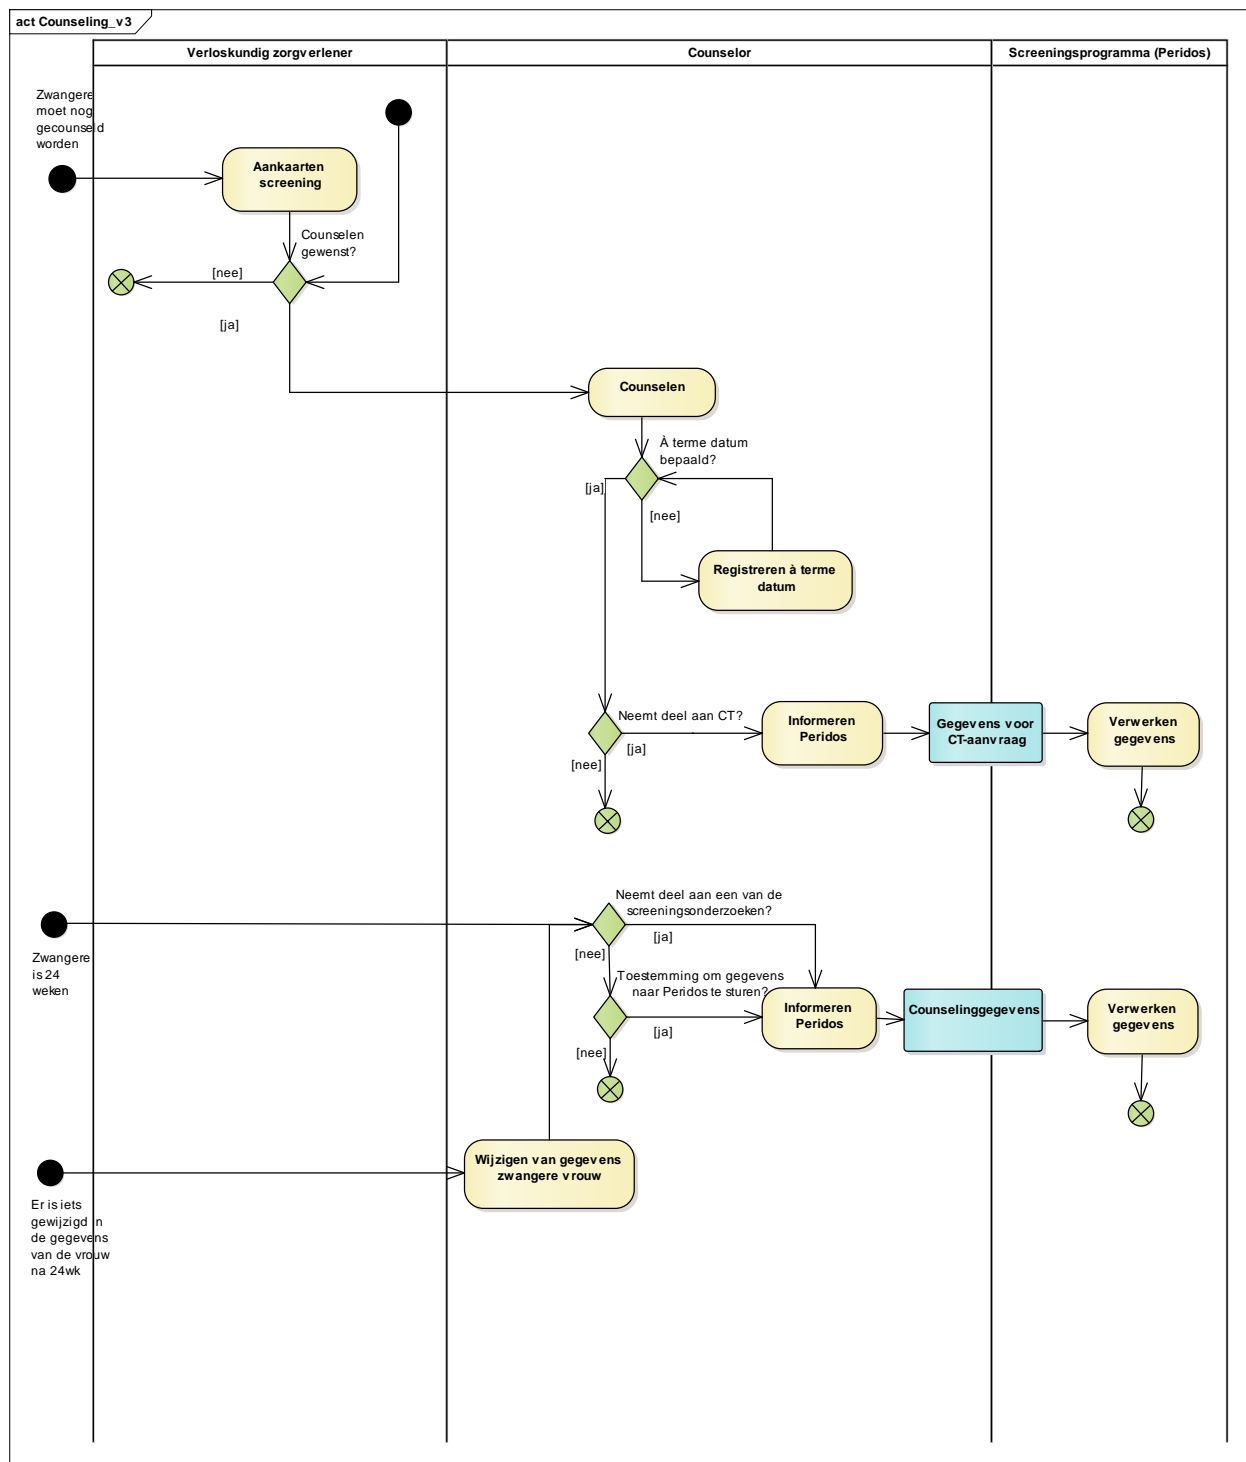 act Counseling_v3
Verloskundig zorgverlener
Counselor
Screeningsprogramma (Peridos)
Zwangere
moet nog
gecounseld
worden
Aankaarten
screening
Counselen
gewenst?
[nee]
[ja]
Counselen
À terme datum
bepaald?
[ja]
[nee]
Registreren à terme
datum
Neemt deel aan CT?
[ja]
[nee]
Informeren
Peridos
Gegevens voor
CT-aanvraag
Verwerken
gegevens
Neemt deel aan een van de
screeningsonderzoeken?
[ja]
[nee]
Zwangere
is 24
weken
Toestemming om gegevens
naar Peridos te sturen?
[ja]
[nee]
Informeren
Peridos
Counselinggegevens
Verwerken
gegevens
Wijzigen van gegevens
zwangere vrouw
Er is iets
gewijzigd in
de gegevens
van de vrouw
na 24wk